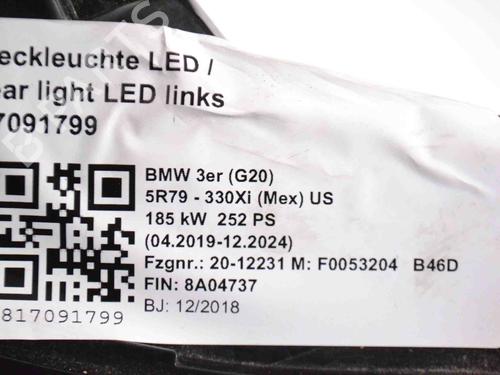 eckleuchte LED /
ear light LED links
7091799
BMW 3er (G20)
5R79 - 330Xi (Mex) US
185 kW 252 PS
(04.2019-12.2024)
Fzgnr.: 20-12231 M: F0053204 B46D
FIN: 8A04737
BJ: 12/2018
817091799